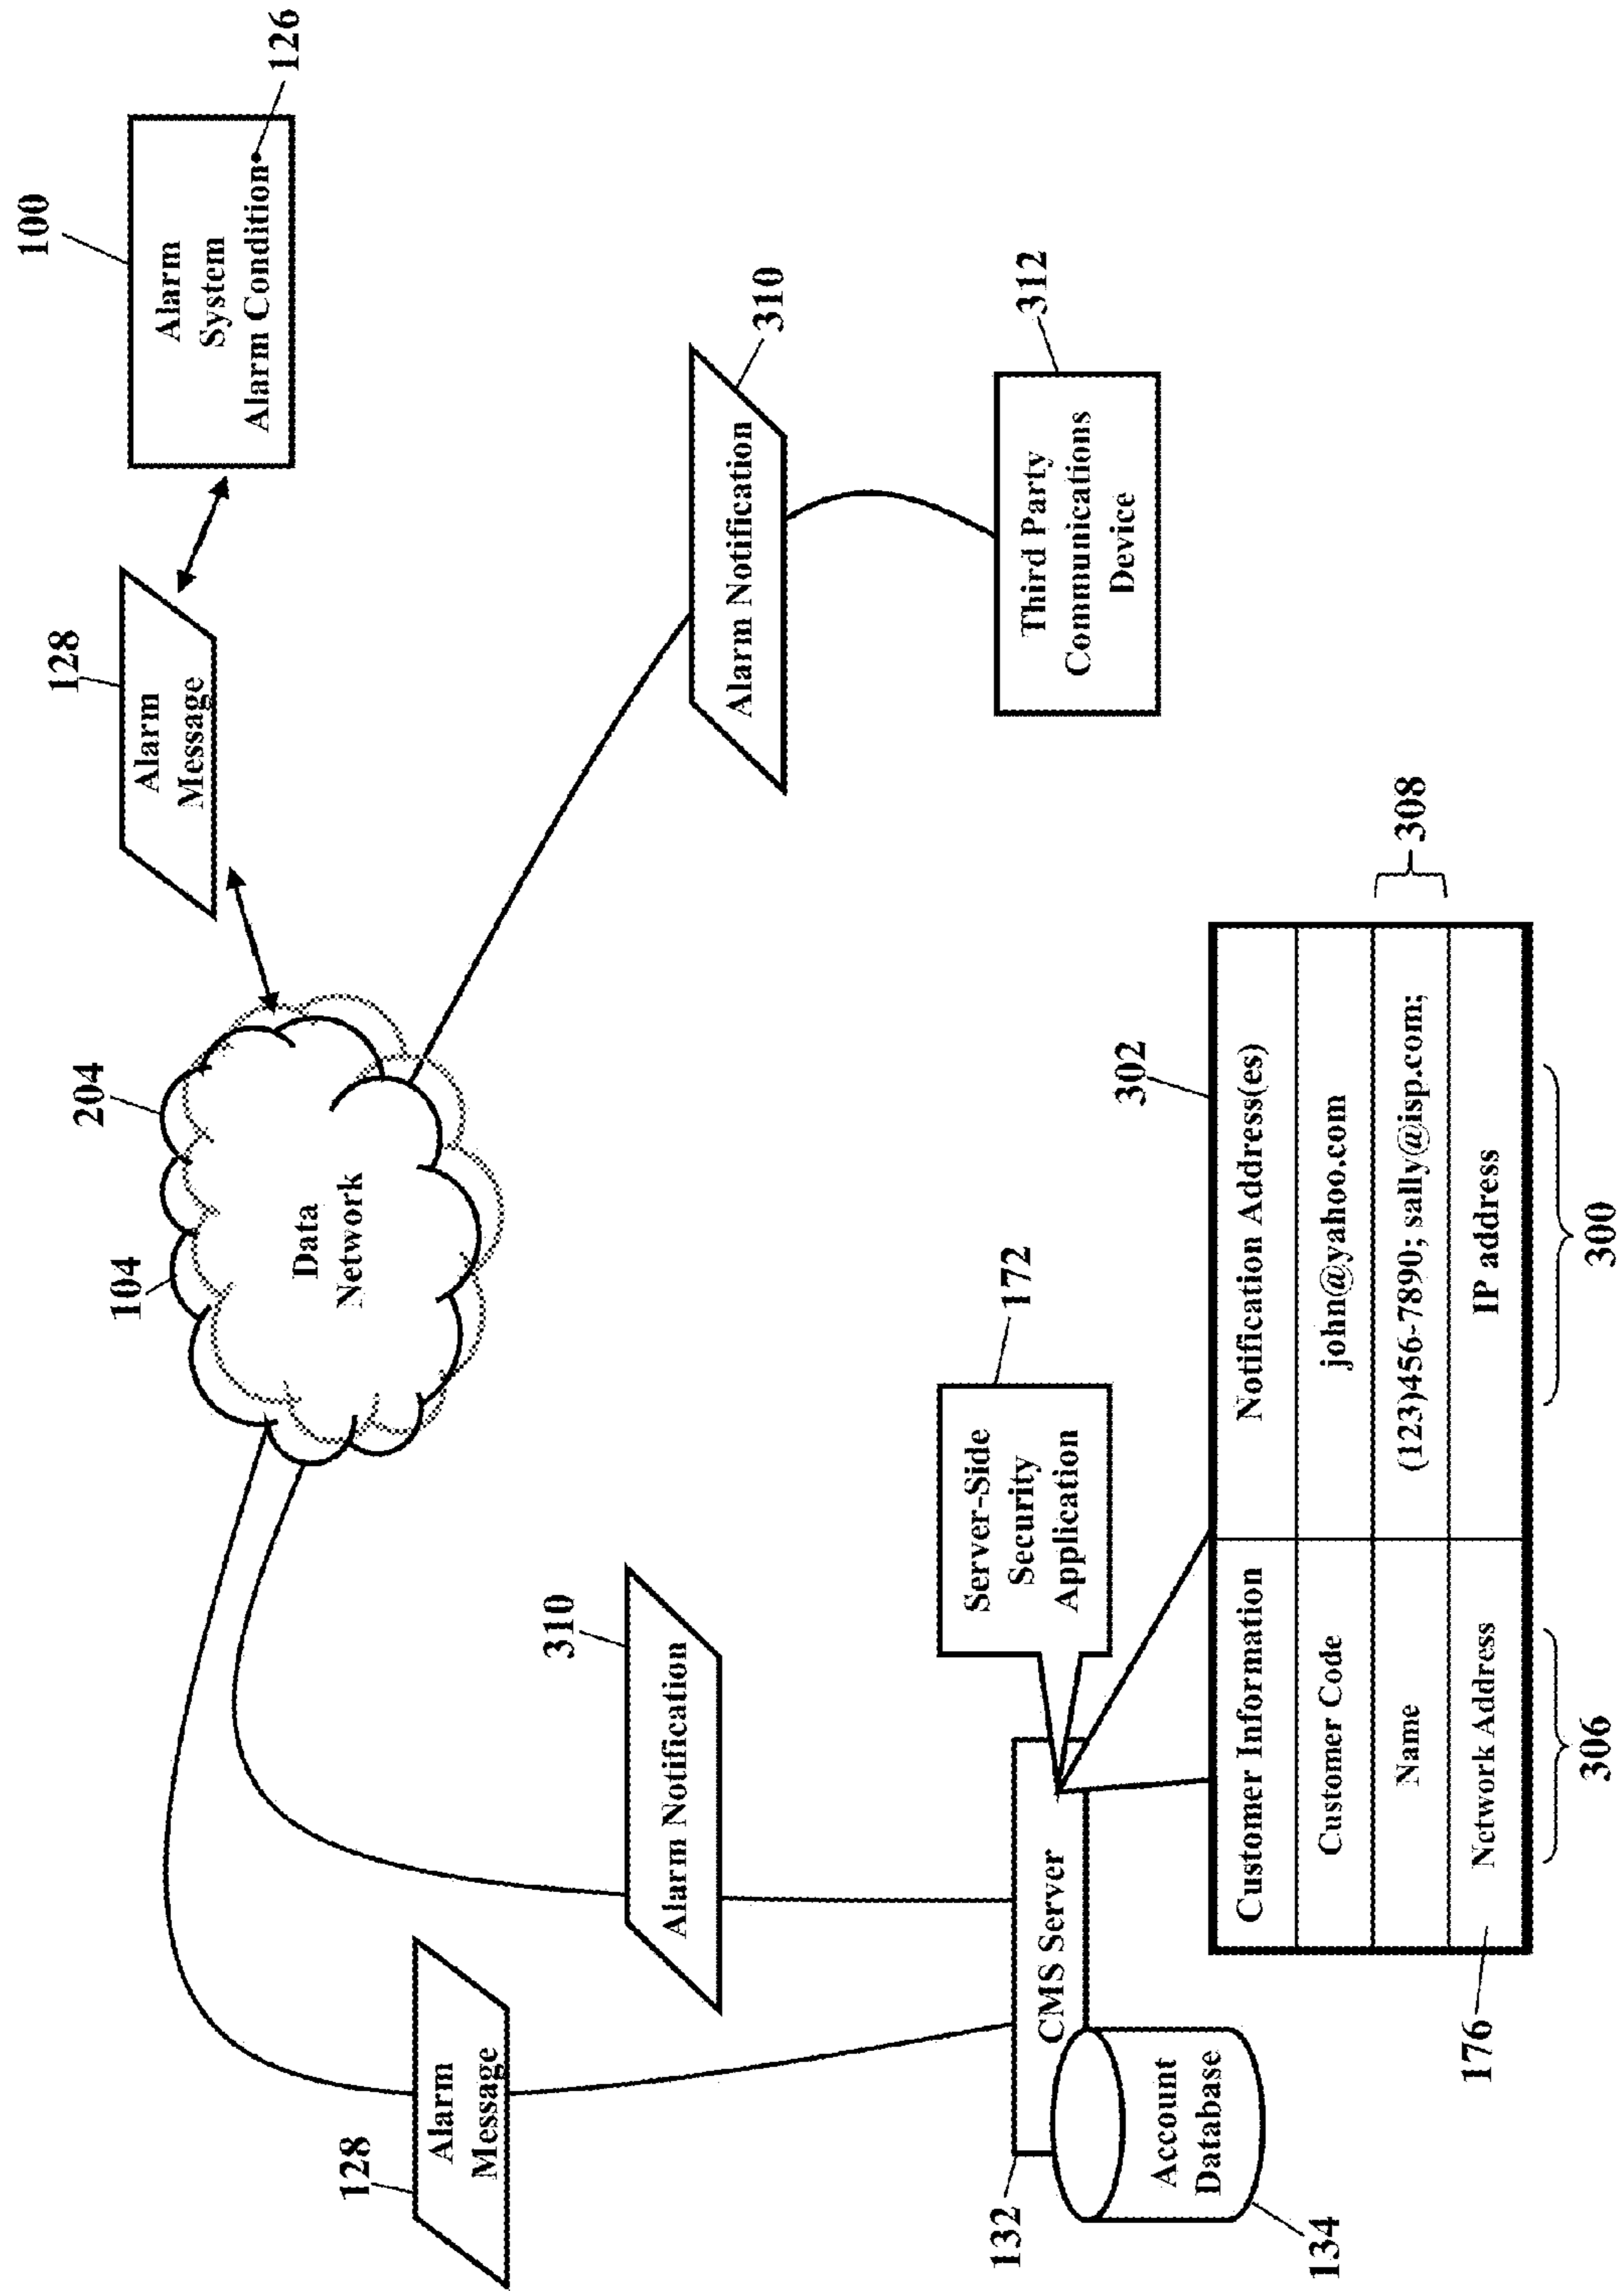 100
Alarm
System
Alarm Condition
126
128
Alarm
Message
204
104
Data
Network
310
Alarm Notification
312
Third Party
Communications
Device
128
Alarm
Message
310
Alarm Notification
172
Server-Side
Security
Application
132
CMS Server
Account
Database
134
302
Customer Information
Notification Address(es)
Customer Code
john@yahoo.com
Name
(123)456-7890; sally@isp.com;
308
Network Address
IP address
176
306
300